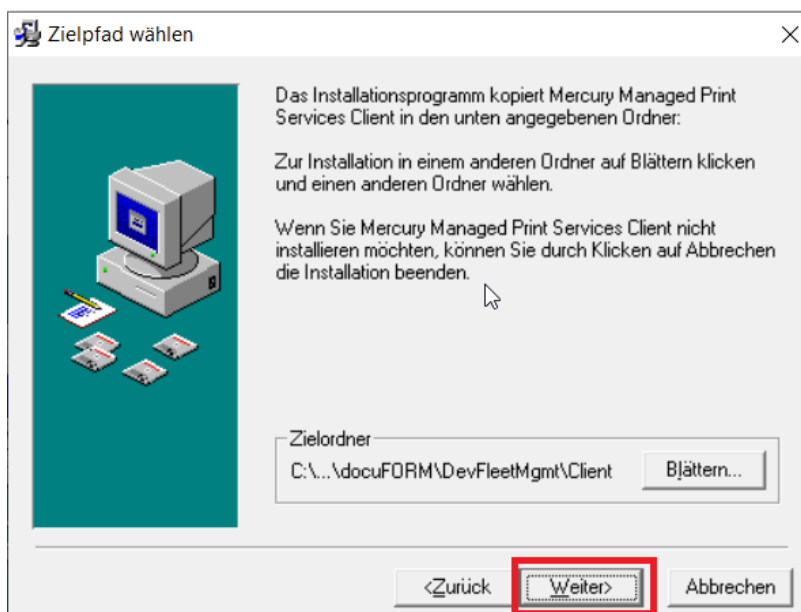 Zielpfad wählen
Das Installationsprogramm kopiert Mercury Managed Print
Services Client in den unten angegebenen Ordner:
Zur Installation in einem anderen Ordner auf Blättern klicken
und einen anderen Ordner wählen.
Wenn Sie Mercury Managed Print Services Client nicht
installieren möchten, können Sie durch Klicken auf Abbrechen
die Installation beenden.
Zielordner
C:\...\docuFORM\DevFleetMgmt\Client
Blättern...
<Zurück
Weiter>
Abbrechen